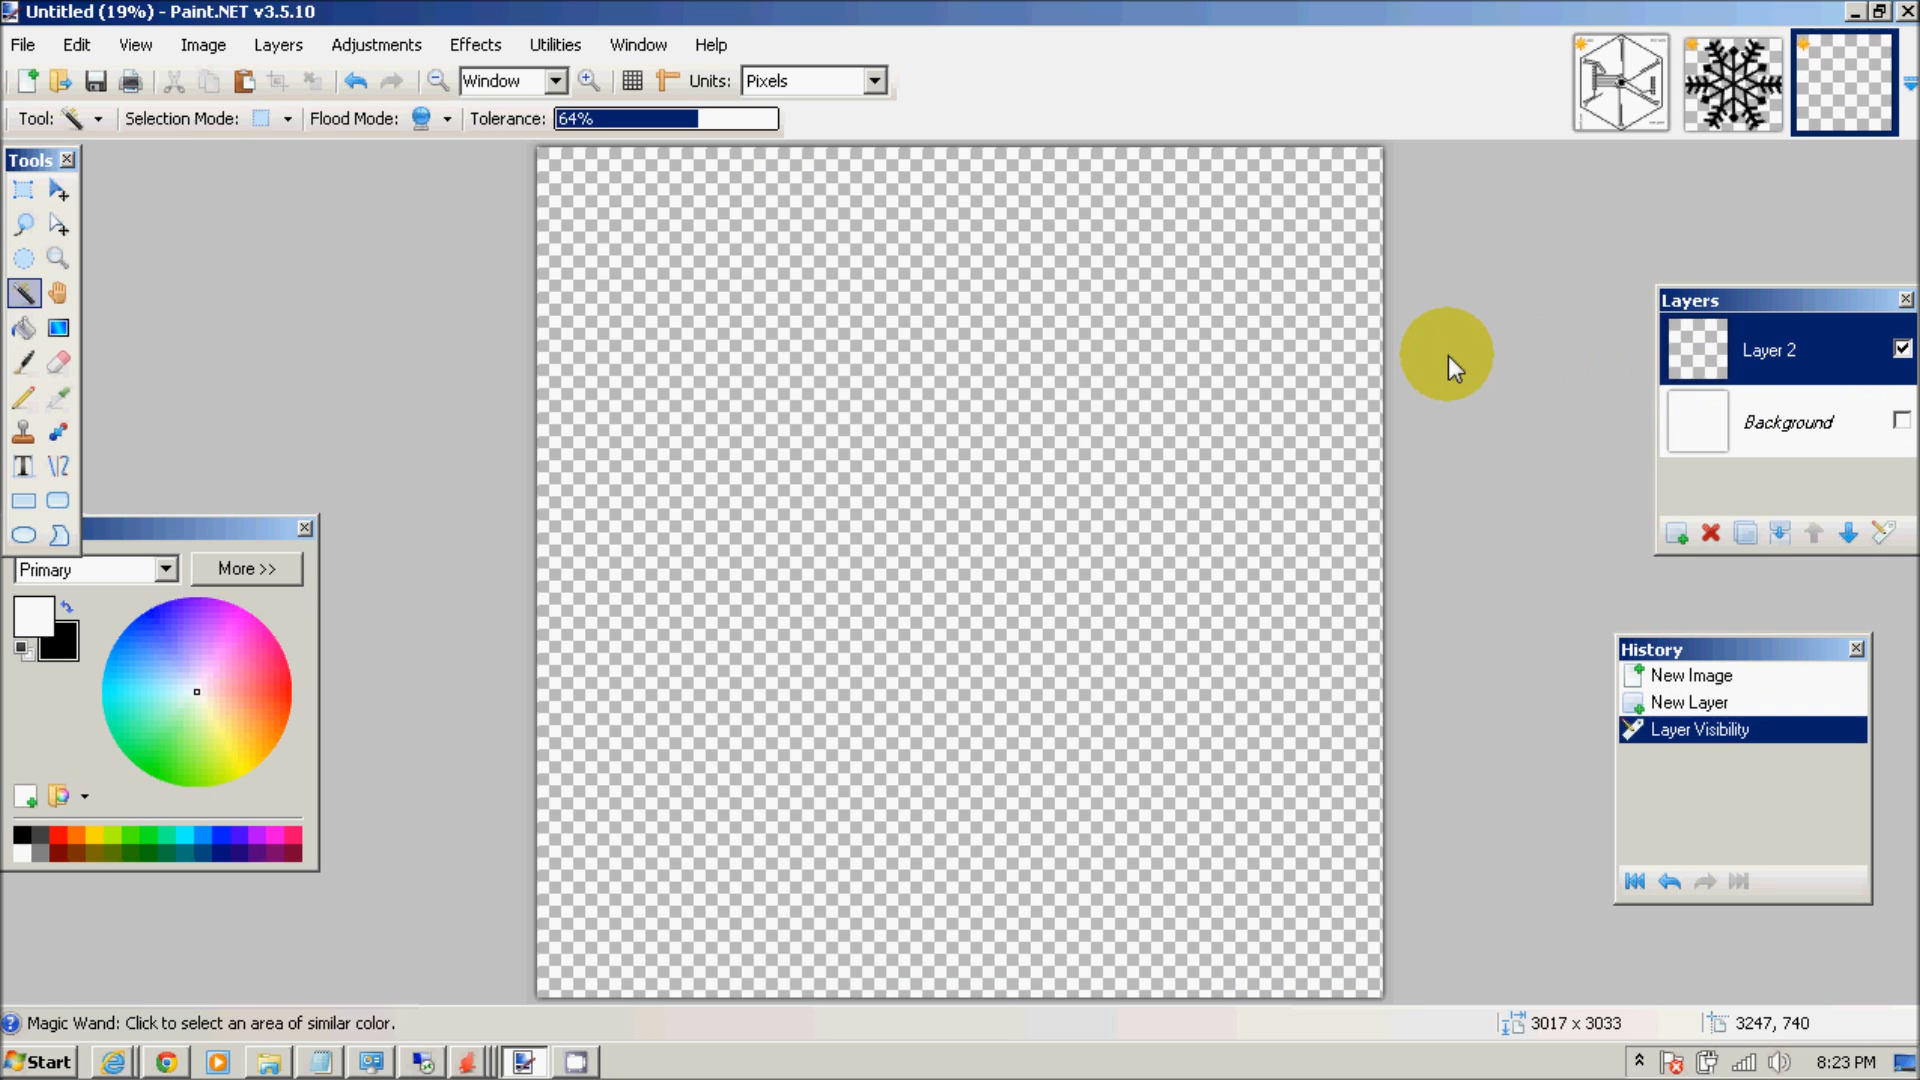 Untitled (19%) - Paint.NET v3.5.10
File Edit View Image Layers Adjustments Effects Utilities Window Help
Window Units: Pixels
Tool: Selection Mode: Flood Mode: Tolerance: 64%
Tools
Layers
Layer 2
Background
Primary More >>
History
New Image
New Layer
Layer Visibility
Magic Wand: Click to select an area of similar color. 3017 x 3033 3247, 740
Start 8:23 PM